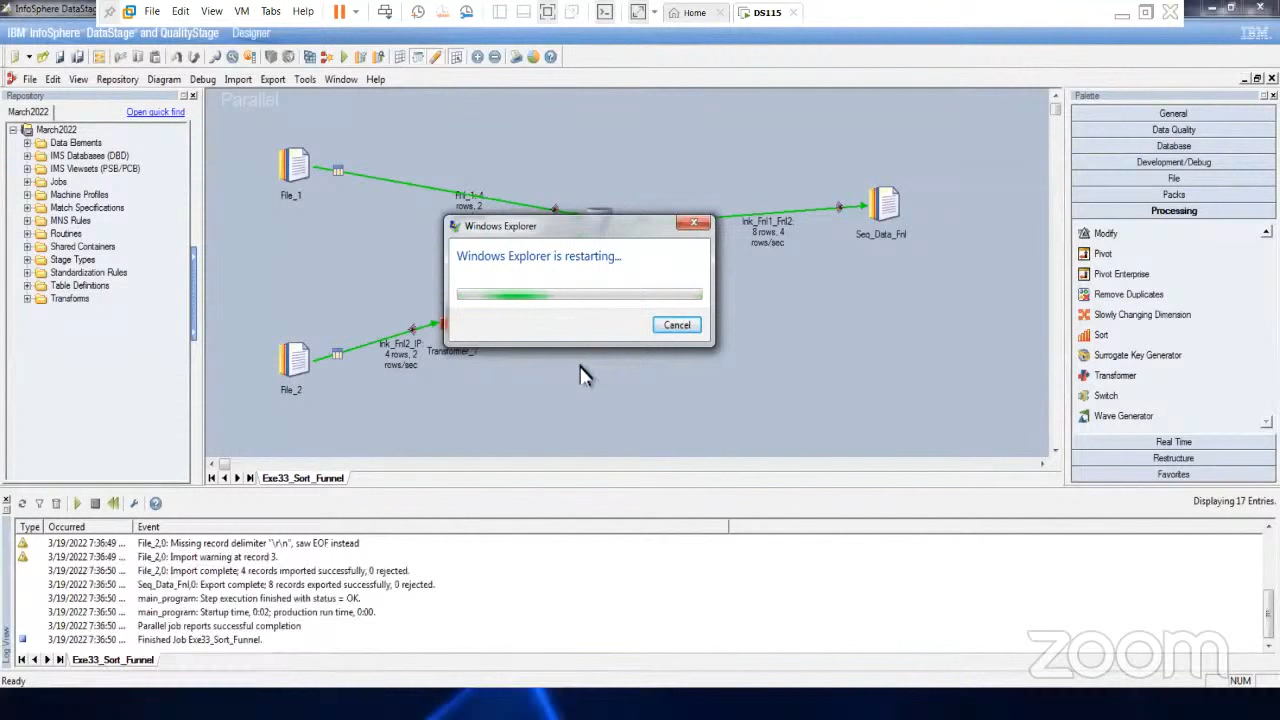 InfoSphere DataStag
File Edit View VM Tabs Help
Home
DS115
IBM InfoSphere DataStage and QualityStage Designer
IBM.
File Edit View Repository Diagram Debug Import Export Tools Window Help
Repository
March2022
Open quick find
March2022
Data Elements
IMS Databases (DBD)
IMS Viewsets (PSB/PCB)
Jobs
Machine Profiles
Match Specifications
MNS Rules
Routines
Shared Containers
Stage Types
Standardization Rules
Table Definitions
Transforms
Parallel
File_1
rows, 2
lnk_Fnl1_Fnl2:
8 rows, 4
rows/sec
Seq_Data_Fnl
Windows Explorer
Windows Explorer is restarting...
Cancel
File_2
lnk_Fnl2_IP:
4 rows, 2
rows/sec
Transformer_7
Exe33_Sort_Funnel
Palette
General
Data Quality
Database
Development/Debug
File
Packs
Processing
Modify
Pivot
Pivot Enterprise
Remove Duplicates
Slowly Changing Dimension
Sort
Surrogate Key Generator
Transformer
Switch
Wave Generator
Real Time
Restructure
Favorites
Displaying 17 Entries.
Type Occurred Event
3/19/2022 7:36:49 ... File_2,0: Missing record delimiter "\r\n", saw EOF instead
3/19/2022 7:36:49 ... File_2,0: Import warning at record 3.
3/19/2022 7:36:50 ... File_2,0: Import complete; 4 records imported successfully, 0 rejected.
3/19/2022 7:36:50 ... Seq_Data_Fnl,0: Export complete; 8 records exported successfully, 0 rejected.
3/19/2022 7:36:50 ... main_program: Step execution finished with status = OK.
3/19/2022 7:36:50 ... main_program: Startup time, 0:02; production run time, 0:00.
3/19/2022 7:36:50 ... Parallel job reports successful completion
3/19/2022 7:36:50 ... Finished Job Exe33_Sort_Funnel.
Log View
Exe33_Sort_Funnel
Ready
NUM
zoom